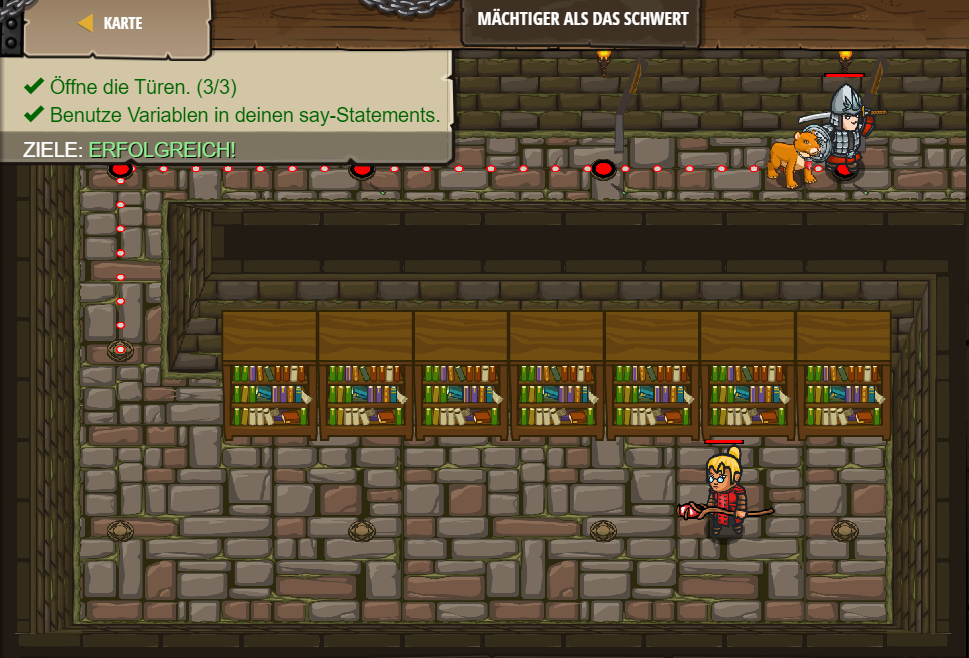 KARTE
MÄCHTIGER ALS DAS SCHWERT
Öffne die Türen. (3/3)
Benutze Variablen in deinen say-Statements.
ZIELE: ERFOLGREICH!